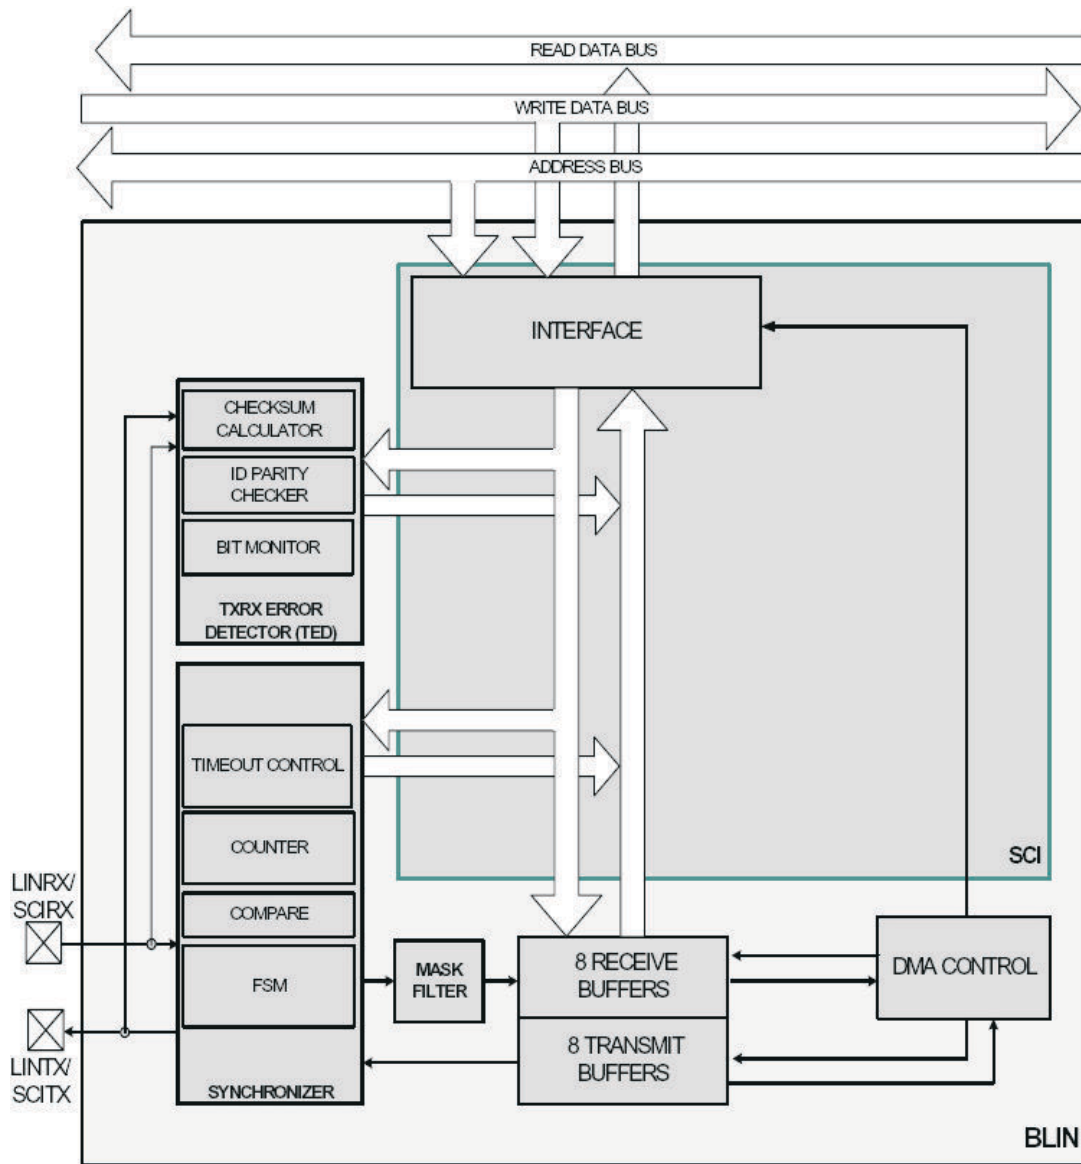 READ DATA BUS
WRITE DATA BUS
ADDRESS BUS
INTERFACE
CHECKSUM
CALCULATOR
ID PARITY
CHECKER
BIT MONITOR
TXRX ERROR
DETECTOR (TED)
TIMEOUT CONTROL
COUNTER
COMPARE
FSM
SYNCHRONIZER
LINRX/
SCIRX
LINTX/
SCITX
MASK
FILTER
8 RECEIVE
BUFFERS
8 TRANSMIT
BUFFERS
SCI
DMA CONTROL
BLIN